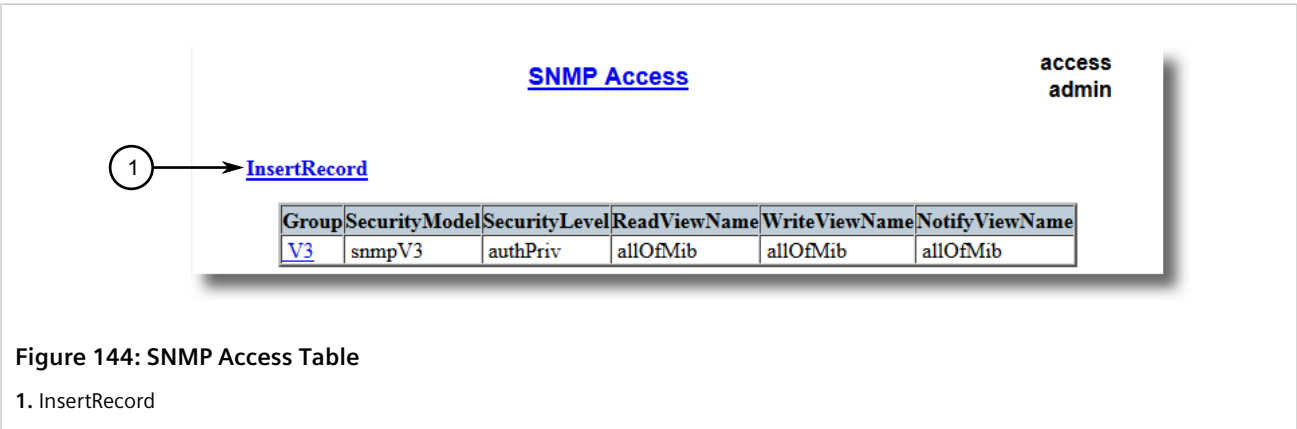 SNMP Access
access
admin
1
InsertRecord
Group SecurityModel SecurityLevel ReadViewName WriteViewName NotifyViewName
V3 snmpV3 authPriv allOfMib allOfMib allOfMib
Figure 144: SNMP Access Table
1. InsertRecord